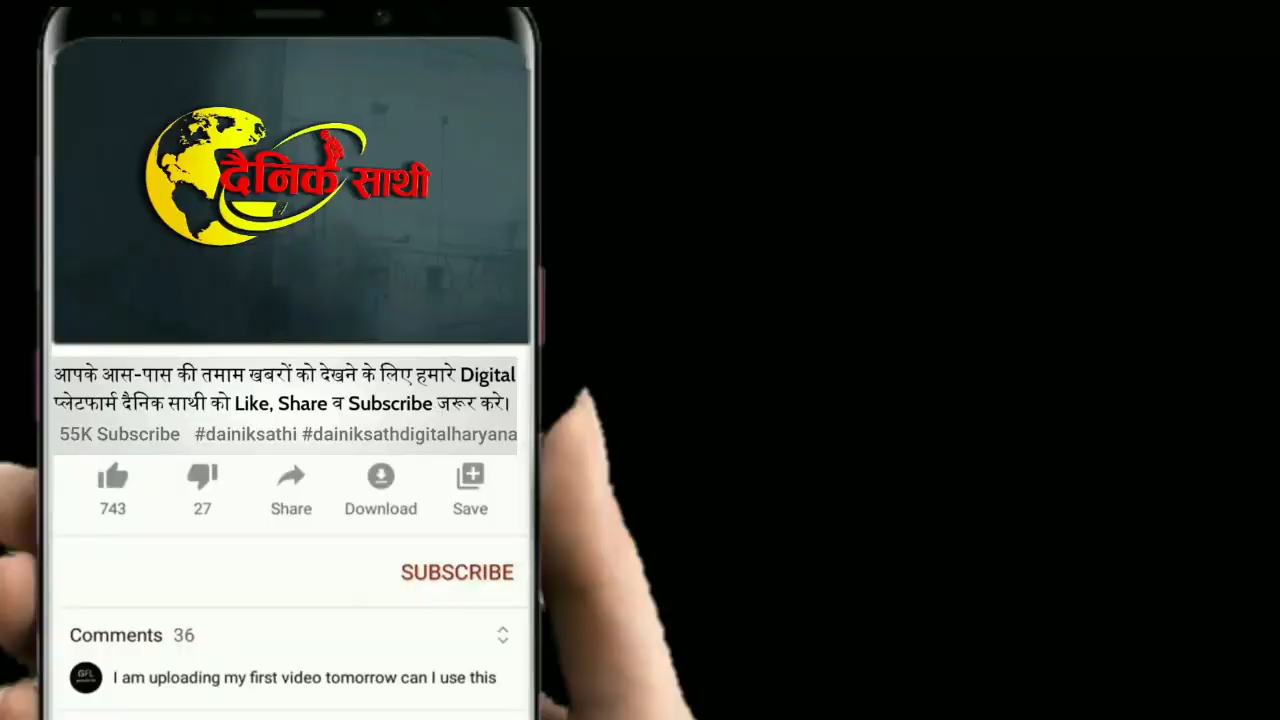 दैनिक साथी
आपके आस-पास की तमाम खबरों को देखने के लिए हमारे Digital
प्लेटफार्म दैनिक साथी को Like, Share व Subscribe जरूर करे।
55K Subscribe #dainiksathi #dainiksathdigitalharyana
743 27 Share Download Save
SUBSCRIBE
Comments 36
GFL
I am uploading my first video tomorrow can I use this